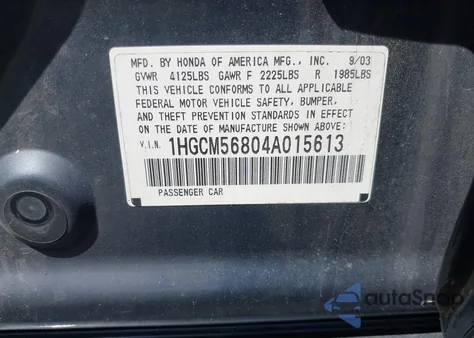 MFD. BY HONDA OF AMERICA MFG., INC. 9/03
GVWR 4125LBS GAWR F 2225LBS R 1985LBS
THIS VEHICLE CONFORMS TO ALL APPLICABLE
FEDERAL MOTOR VEHICLE SAFETY, BUMPER,
AND THEFT PREVENTION STANDARDS IN EFFECT
ON THE DATE OF MANUFACTURE SHOWN ABOVE:
V.I.N. 1HGCM56804A015613
PASSENGER CAR
autaSnap